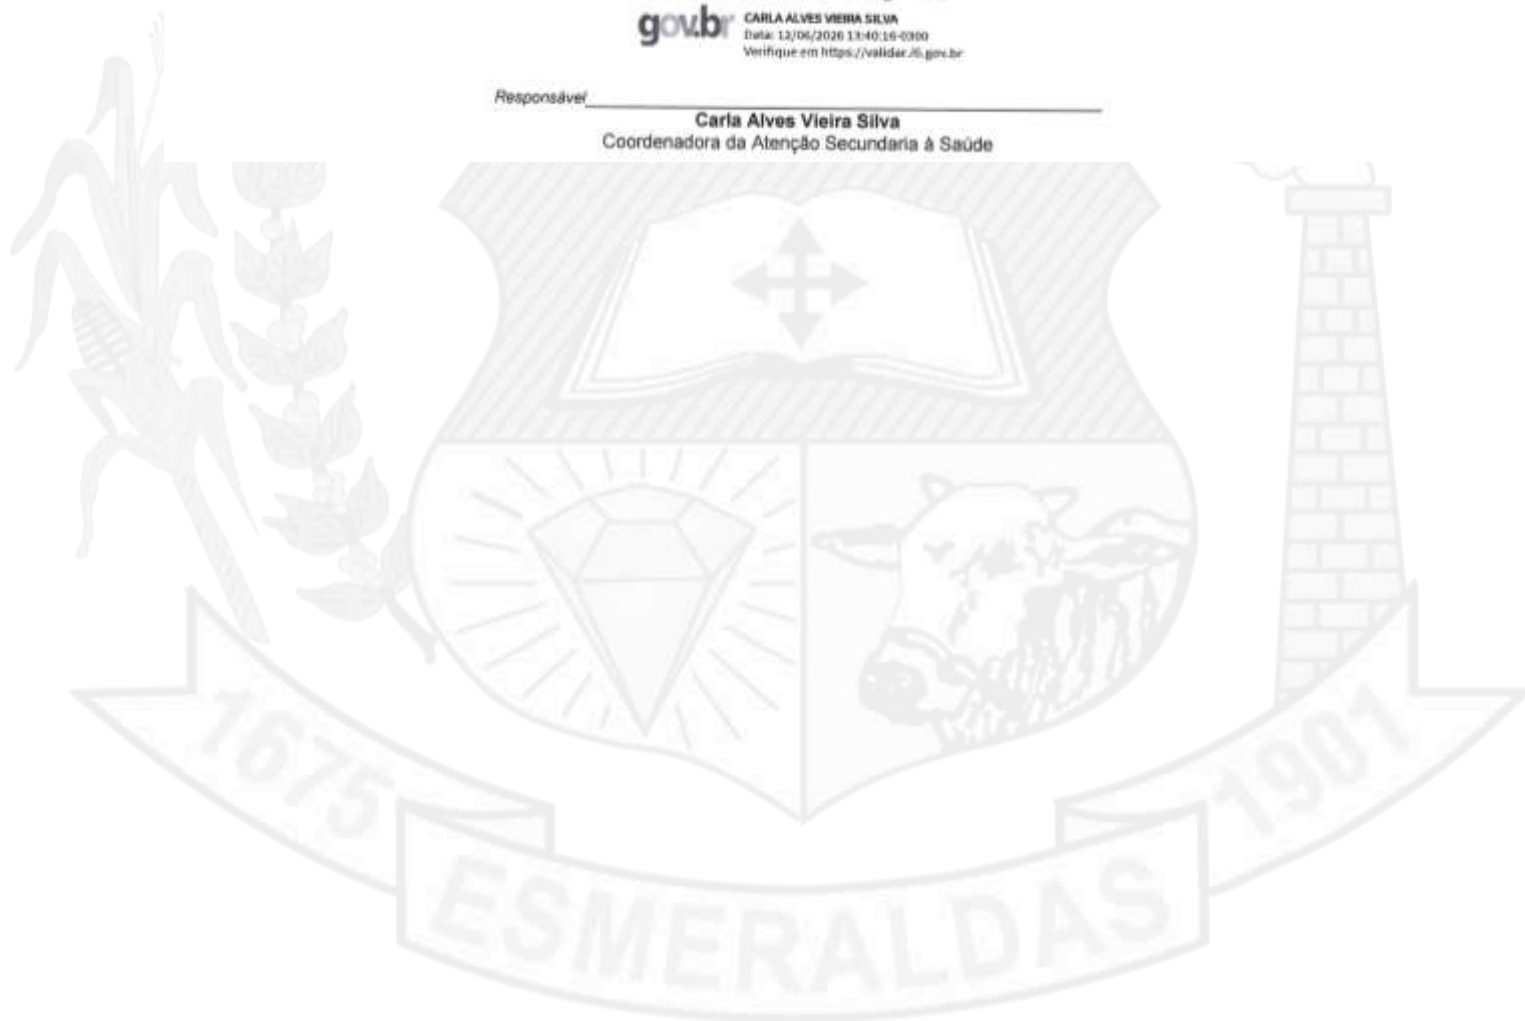 gov.br
CARLA ALVES VIEIRA SILVA
Data: 12/06/2026 13:40:16-0300
Verifique em https://validar.iti.gov.br
Responsável
Carla Alves Vieira Silva
Coordenadora da Atenção Secundaria à Saúde
1675
1901
ESMERALDAS